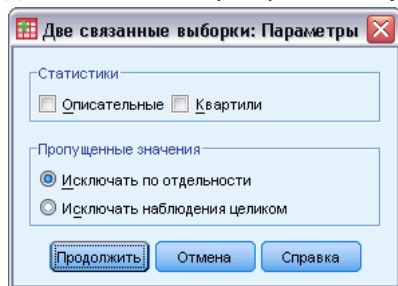 Две связанные выборки: Параметры
Статистики
Описательные Квартили
Пропущенные значения
Исключать по отдельности
Исключать наблюдения целиком
Продолжить Отмена Справка